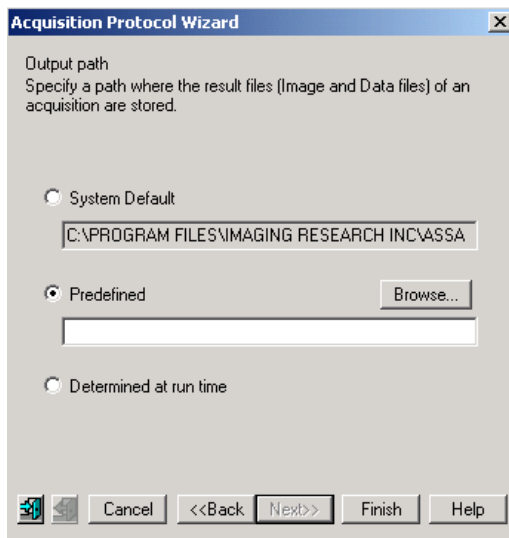 Acquisition Protocol Wizard
Output path
Specify a path where the result files (Image and Data files) of an
acquisition are stored.
System Default
C:\PROGRAM FILES\IMAGING RESEARCH INC\ASSA
Predefined
Browse...
Determined at run time
Cancel <<Back Next>> Finish Help